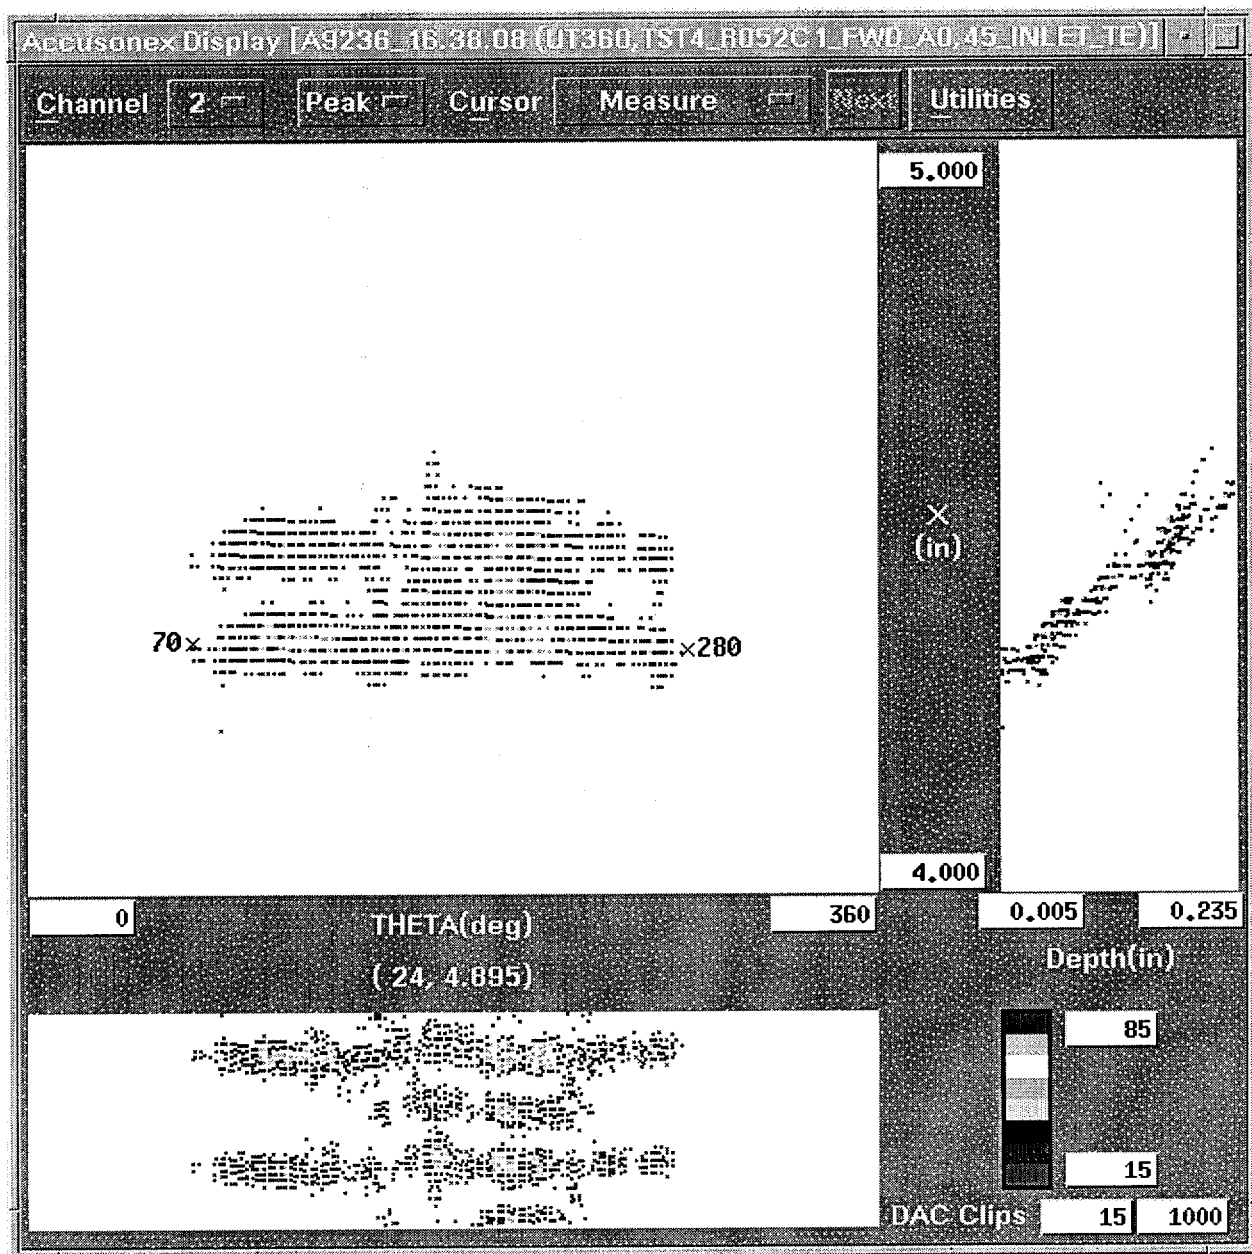 Accusonex Display [A9236_16.38.08 (UT360,TST4_R052C1_FWD_A0,45_INLET_TE)]
Channel 2 Peak Cursor Measure Next Utilities
5.000
X
(in)
70 × × 280
4.000
0 THETA(deg) 360 0.005 0.235
( 24, 4.895) Depth(in)
85
15
DAC Clips 15 1000